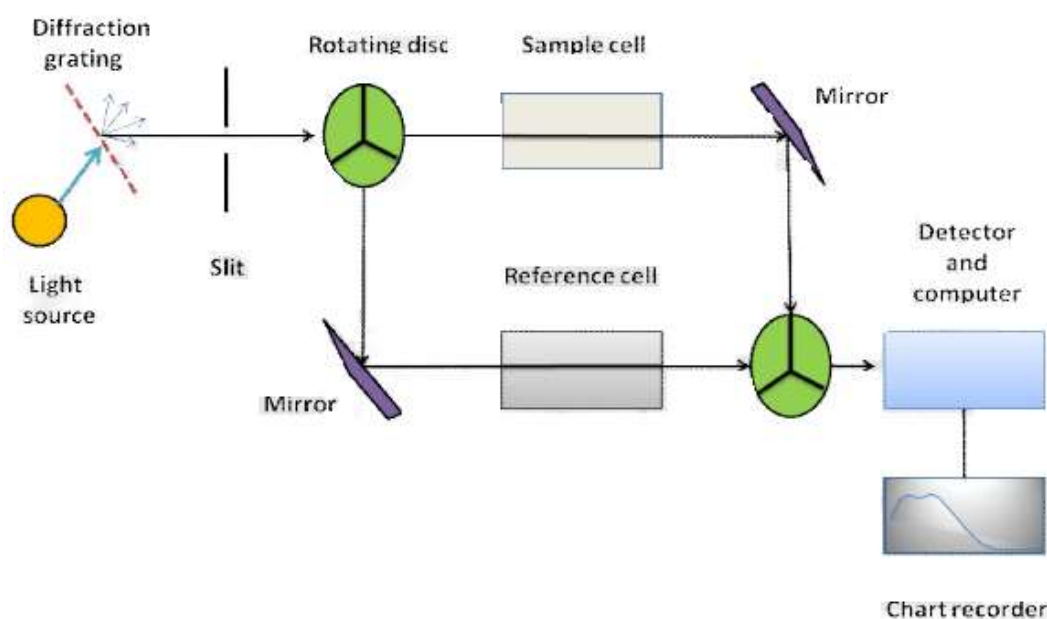 Diffraction
grating
Rotating disc
Sample cell
Mirror
Light
source
Slit
Reference cell
Mirror
Detector
and
computer
Chart recorder